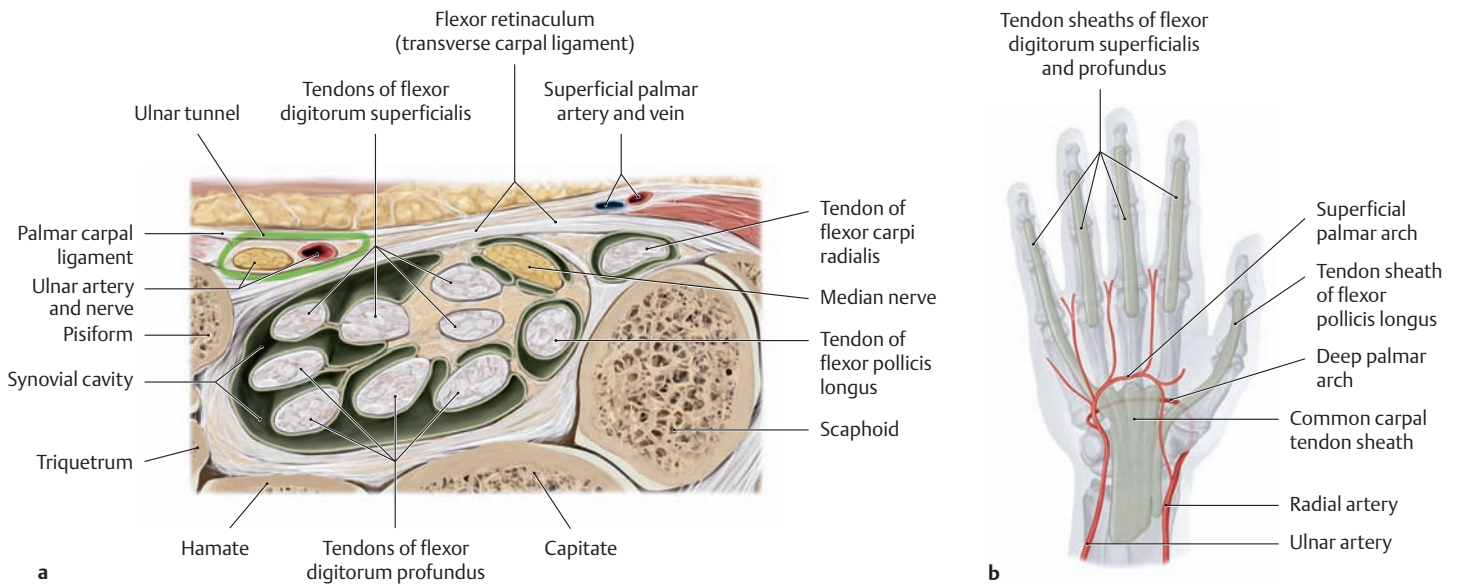 Flexor retinaculum
(transverse carpal ligament)
Tendons of flexor
digitorum superficialis
Superficial palmar
artery and vein
Ulnar tunnel
Palmar carpal
ligament
Ulnar artery
and nerve
Pisiform
Synovial cavity
Triquetrum
Hamate
Tendons of flexor
digitorum profundus
Capitate
Tendon of
flexor carpi
radialis
Median nerve
Tendon of
flexor pollicis
longus
Scaphoid
a
Tendon sheaths of flexor
digitorum superficialis
and profundus
Superficial
palmar arch
Tendon sheath
of flexor
pollicis longus
Deep palmar
arch
Common carpal
tendon sheath
Radial artery
Ulnar artery
b